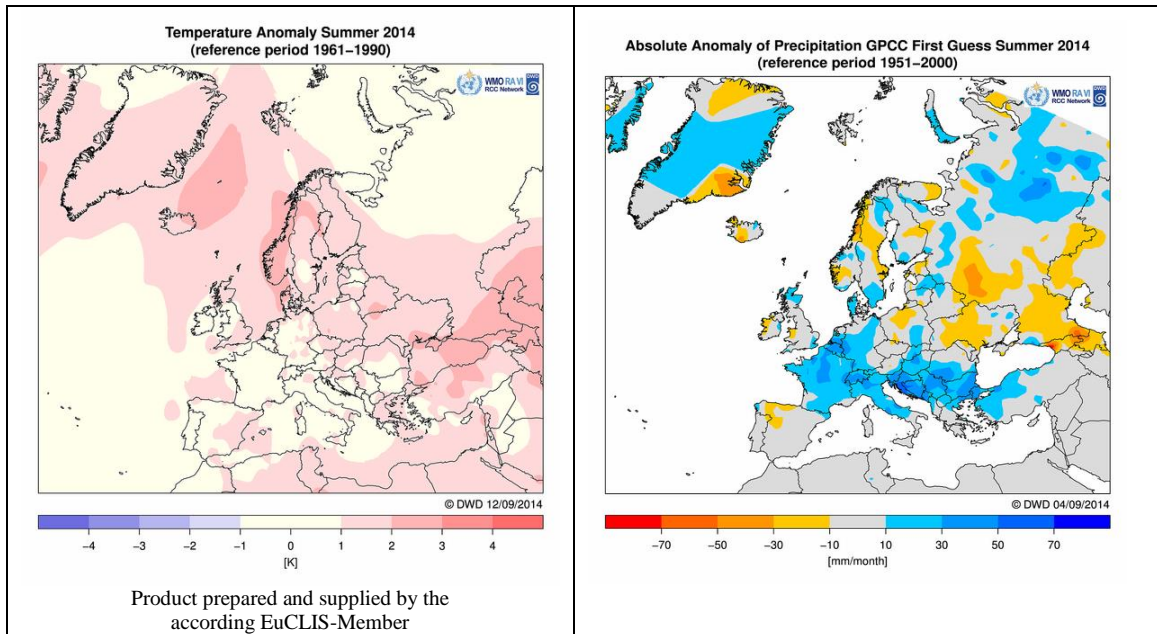 Temperature Anomaly Summer 2014
(reference period 1961−1990)
WMO RA VI
RCC Network
DWD
© DWD 12/09/2014
−4 −3 −2 −1 0 1 2 3 4
[K]
Product prepared and supplied by the
according EuCLIS-Member
Absolute Anomaly of Precipitation GPCC First Guess Summer 2014
(reference period 1951−2000)
WMO RA VI
RCC Network
DWD
© DWD 04/09/2014
−70 −50 −30 −10 10 30 50 70
[mm/month]